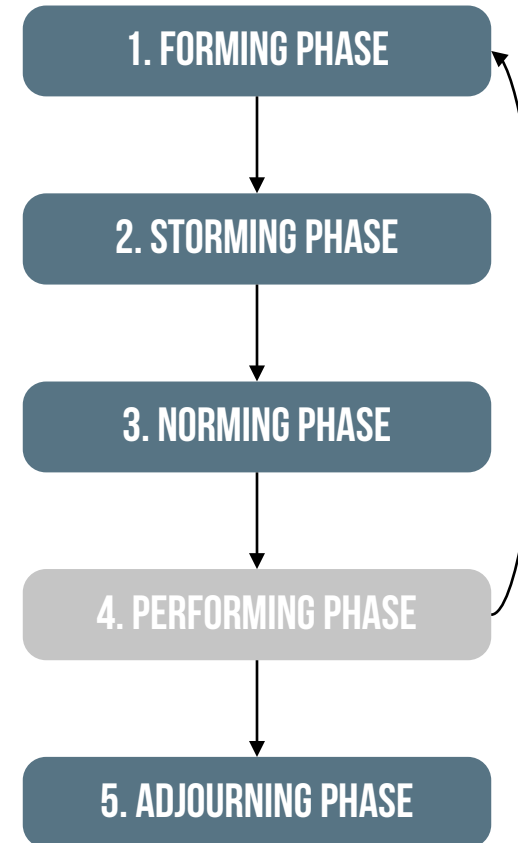 1. FORMING PHASE
2. STORMING PHASE
3. NORMING PHASE
4. PERFORMING PHASE
5. ADJOURNING PHASE